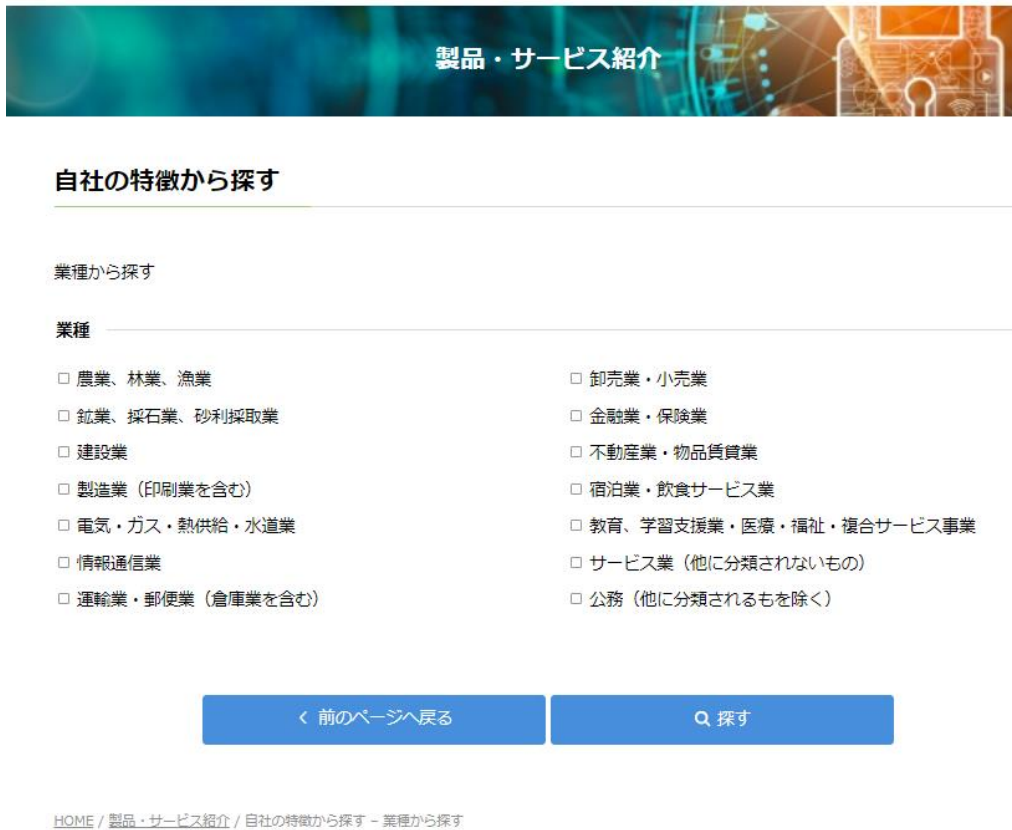 製品・サービス紹介
自社の特徴から探す
業種から探す
業種
農業、林業、漁業
鉱業、採石業、砂利採取業
建設業
製造業（印刷業を含む）
電気・ガス・熱供給・水道業
情報通信業
運輸業・郵便業（倉庫業を含む）
卸売業・小売業
金融業・保険業
不動産業・物品賃貸業
宿泊業・飲食サービス業
教育、学習支援業・医療・福祉・複合サービス事業
サービス業（他に分類されないもの）
公務（他に分類されるもを除く）
< 前のページへ戻る
探す
HOME / 製品・サービス紹介 / 自社の特徴から探す – 業種から探す